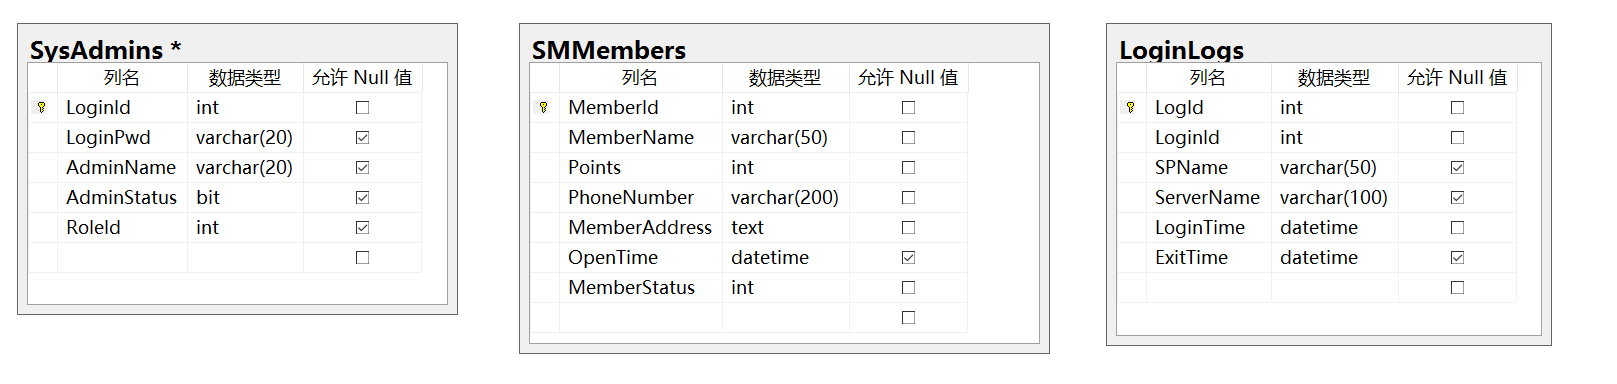 SysAdmins *
列名 数据类型 允许 Null 值
LoginId int
LoginPwd varchar(20)
AdminName varchar(20)
AdminStatus bit
RoleId int
SMMembers
列名 数据类型 允许 Null 值
MemberId int
MemberName varchar(50)
Points int
PhoneNumber varchar(200)
MemberAddress text
OpenTime datetime
MemberStatus int
LoginLogs
列名 数据类型 允许 Null 值
LogId int
LoginId int
SPName varchar(50)
ServerName varchar(100)
LoginTime datetime
ExitTime datetime